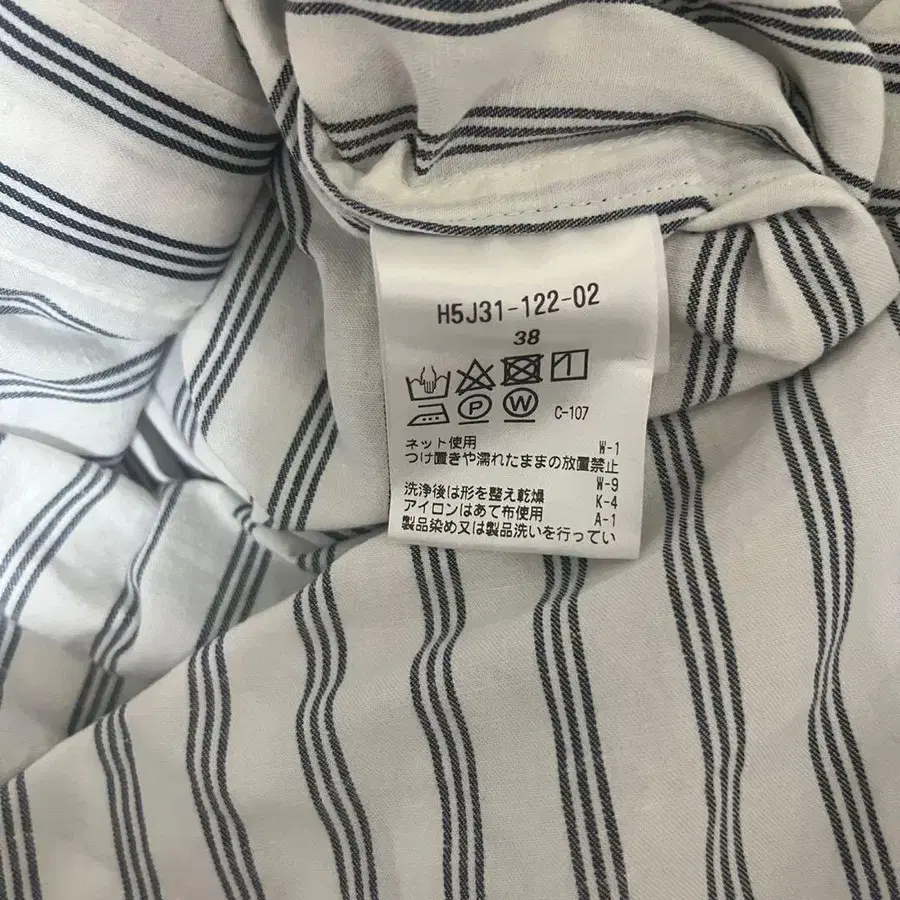 H5J31-122-02
38
P W C-107
ネット使用 W-1
つけ置きや濡れたままの放置禁止
W-9
洗浄後は形を整え乾燥 K-4
アイロンはあて布使用 A-1
製品染め又は製品洗いを行ってい